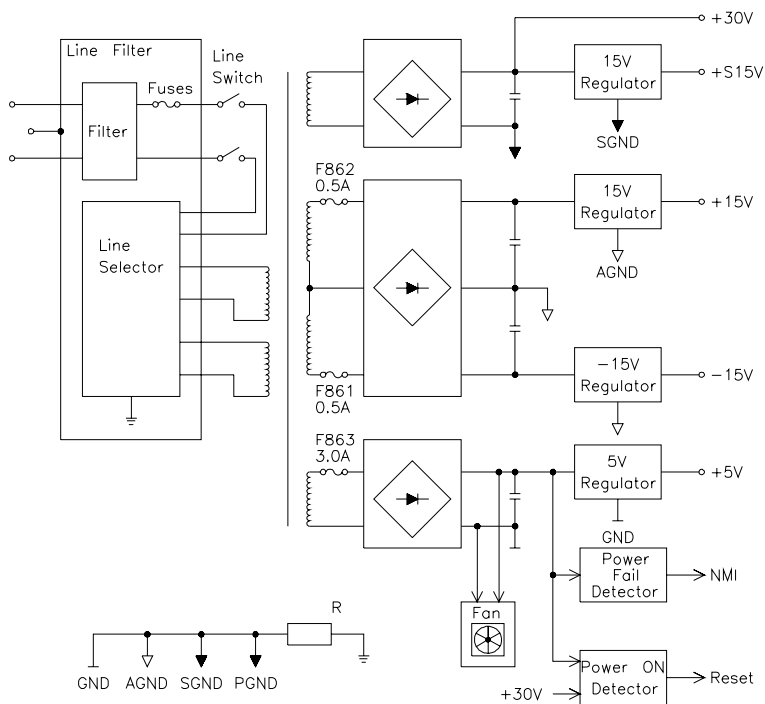 +30V
Line Filter
Line
Switch
Fuses
Filter
15V
Regulator
+S15V
SGND
F862
0.5A
15V
Regulator
+15V
AGND
Line
Selector
-15V
Regulator
-15V
F861
0.5A
F863
3.0A
5V
Regulator
+5V
GND
Power
Fail
Detector
NMI
Fan
R
GND
AGND
SGND
PGND
Power ON
Detector
Reset
+30V